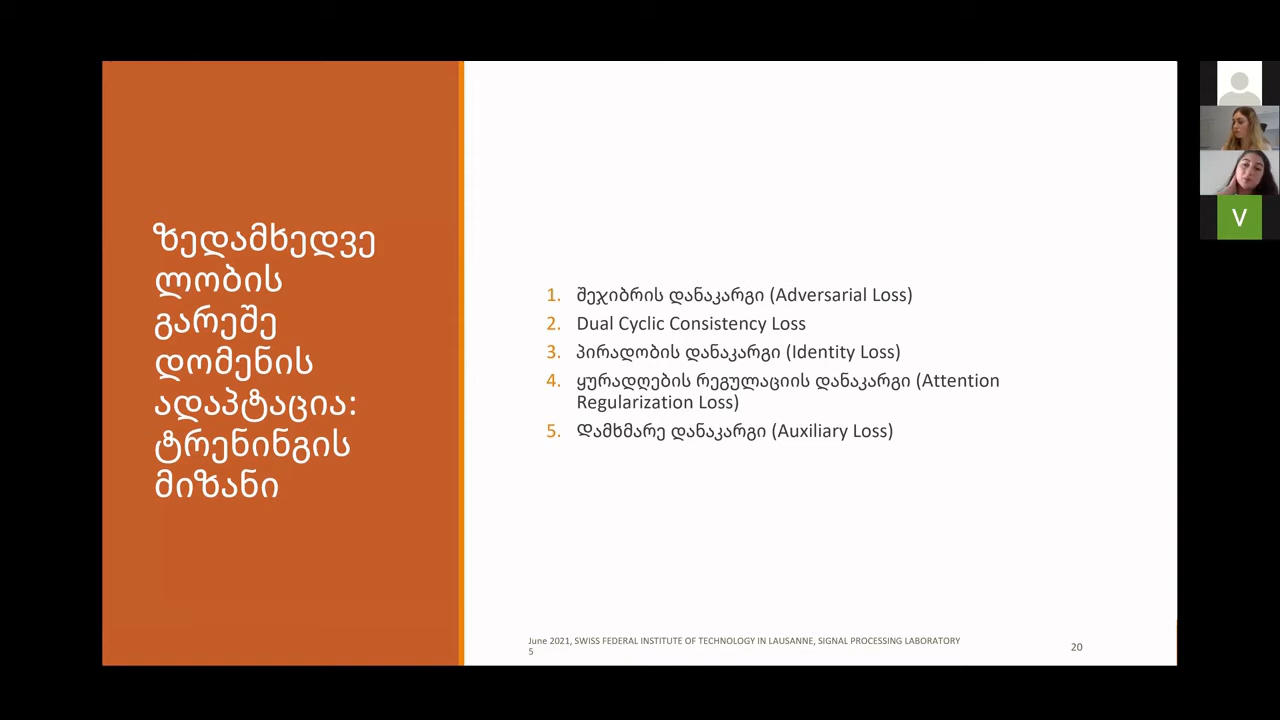 ზედამხედვე
ლობის
გარეშე
დომენის
ადაპტაცია:
ტრენინგის
მიზანი
1. შეჯიბრის დანაკარგი (Adversarial Loss)
2. Dual Cyclic Consistency Loss
3. პირადობის დანაკარგი (Identity Loss)
4. ყურადღების რეგულაციის დანაკარგი (Attention
Regularization Loss)
5. დამხმარე დანაკარგი (Auxiliary Loss)
June 2021, SWISS FEDERAL INSTITUTE OF TECHNOLOGY IN LAUSANNE, SIGNAL PROCESSING LABORATORY
5
20
V